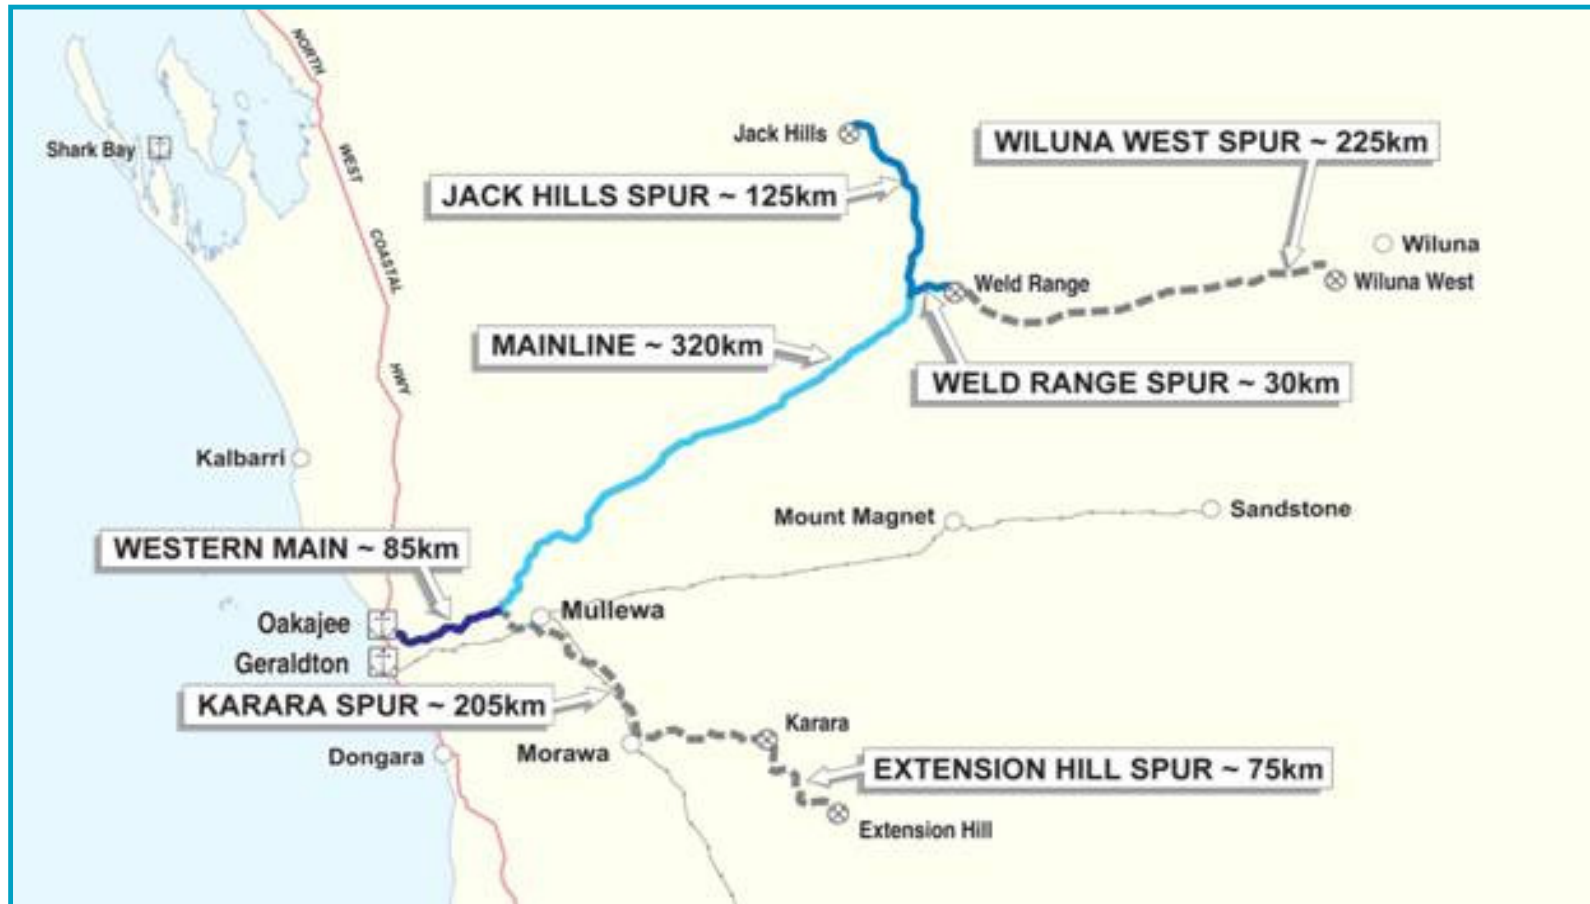 NORTH
WEST
COASTAL
HWY
Shark Bay
Jack Hills
WILUNA WEST SPUR ~ 225km
JACK HILLS SPUR ~ 125km
Wiluna
Weld Range
Wiluna West
MAINLINE ~ 320km
WELD RANGE SPUR ~ 30km
Kalbarri
Mount Magnet
Sandstone
WESTERN MAIN ~ 85km
Oakajee
Mullewa
Geraldton
KARARA SPUR ~ 205km
Karara
Dongara
Morawa
EXTENSION HILL SPUR ~ 75km
Extension Hill